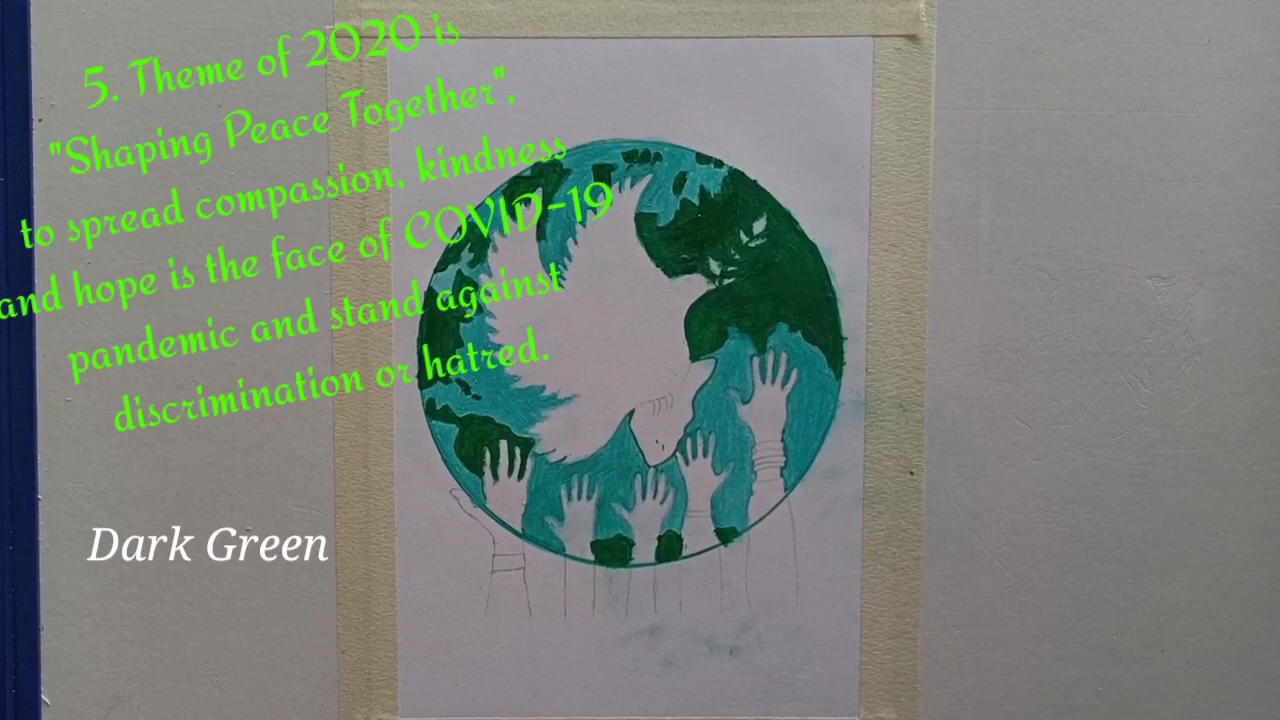 5. Theme of 2020 is
"Shaping Peace Together",
to spread compassion, kindness
and hope is the face of COVID-19
pandemic and stand against
discrimination or hatred.
Dark Green